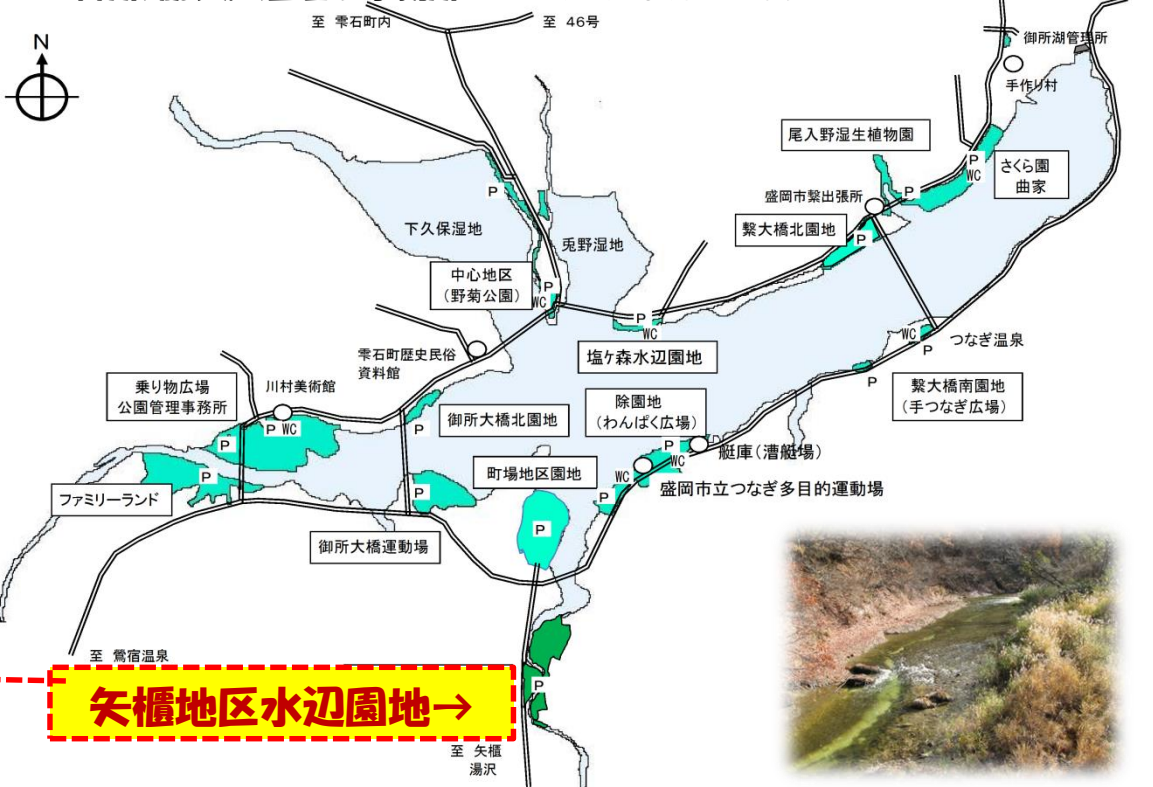 至 雫石町内
至 46号
N
御所湖管理所
手作り村
尾入野湿生植物園
P
WC
さくら園
曲家
盛岡市繋出張所
P
繋大橋北園地
P
P
下久保湿地
兎野湿地
中心地区
(野菊公園)
P
WC
P
WC
塩ケ森水辺園地
雫石町歴史民俗
資料館
WC
P
つなぎ温泉
P
繋大橋南園地
(手つなぎ広場)
乗り物広場
公園管理事務所
川村美術館
P WC
P
P
御所大橋北園地
除園地
(わんぱく広場)
P
WC
艇庫(漕艇場)
WC
P
盛岡市立つなぎ多目的運動場
町場地区園地
P
ファミリーランド
P
P
御所大橋運動場
至 鶯宿温泉
矢櫃地区水辺園地→
P
至 矢櫃
湯沢